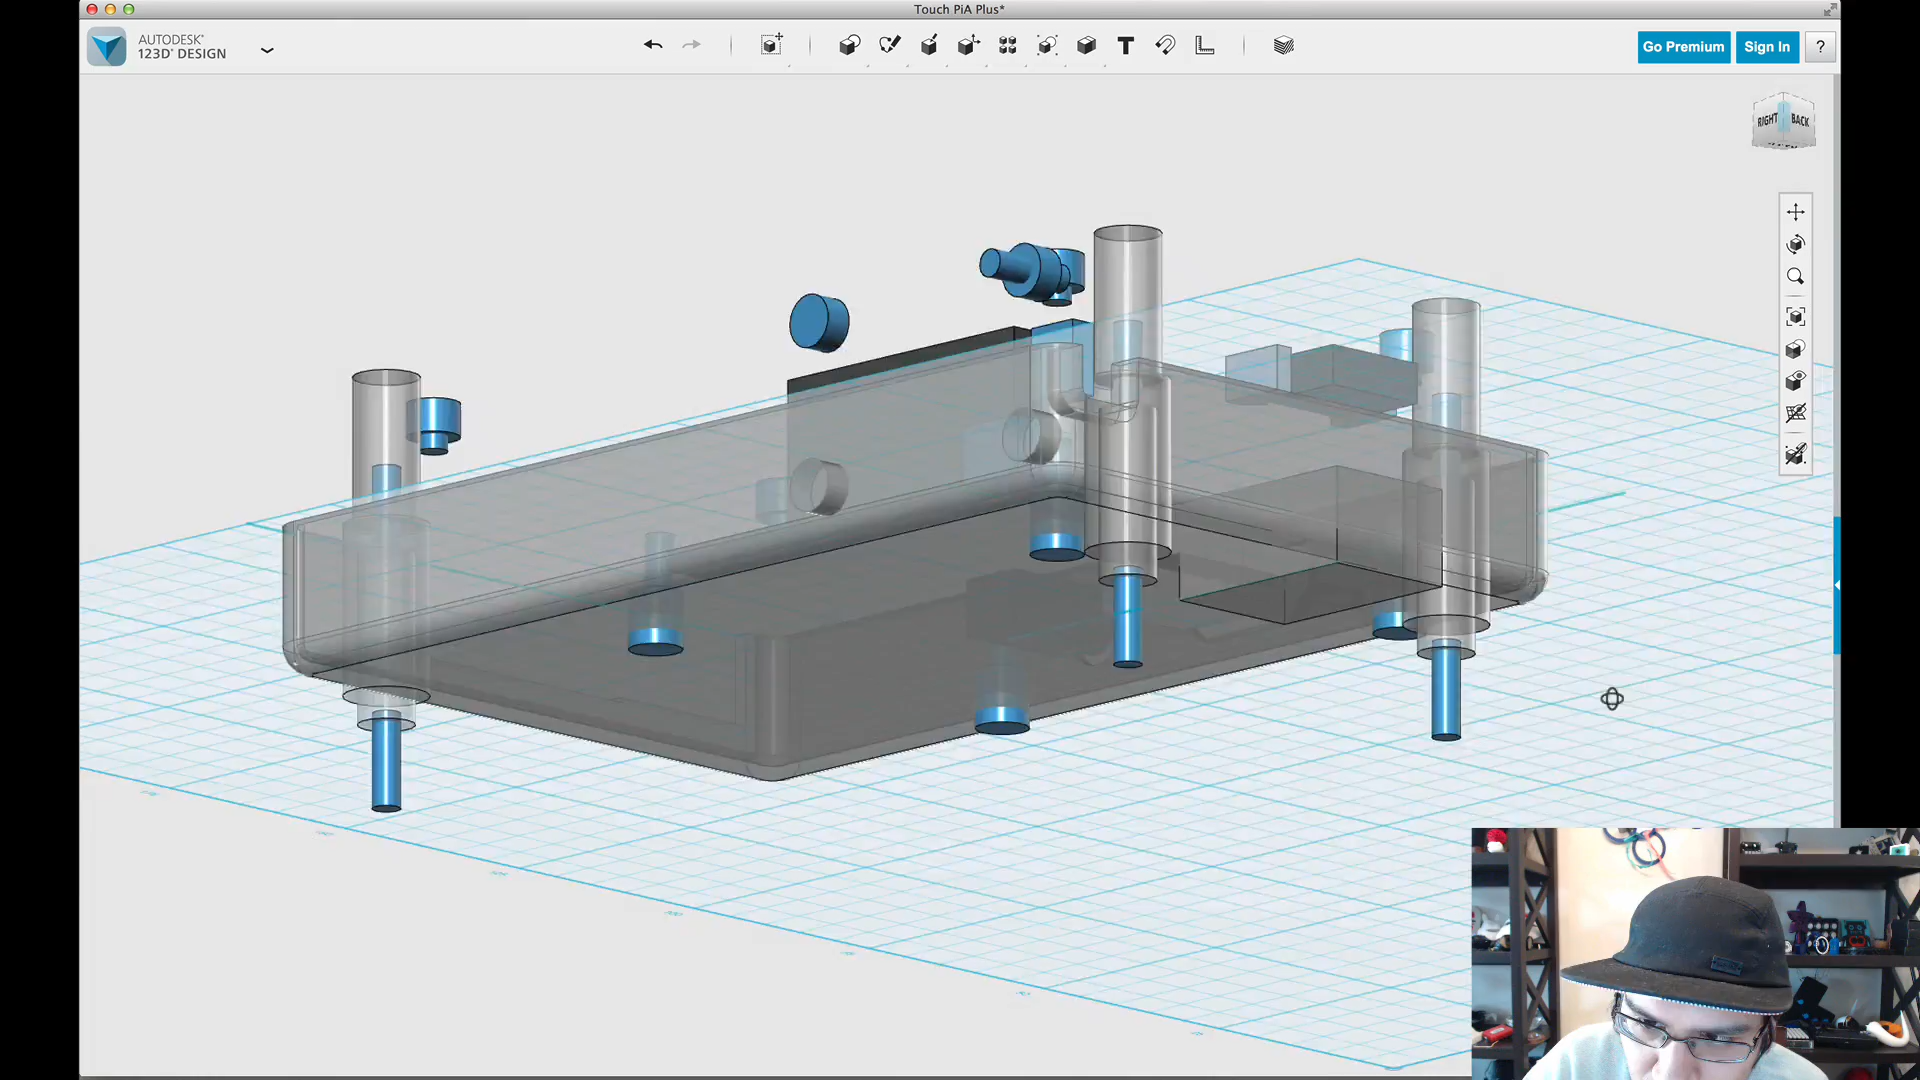 Touch PiA Plus*
AUTODESK®
123D® DESIGN
Go Premium
Sign In
?
RIGHT
BACK